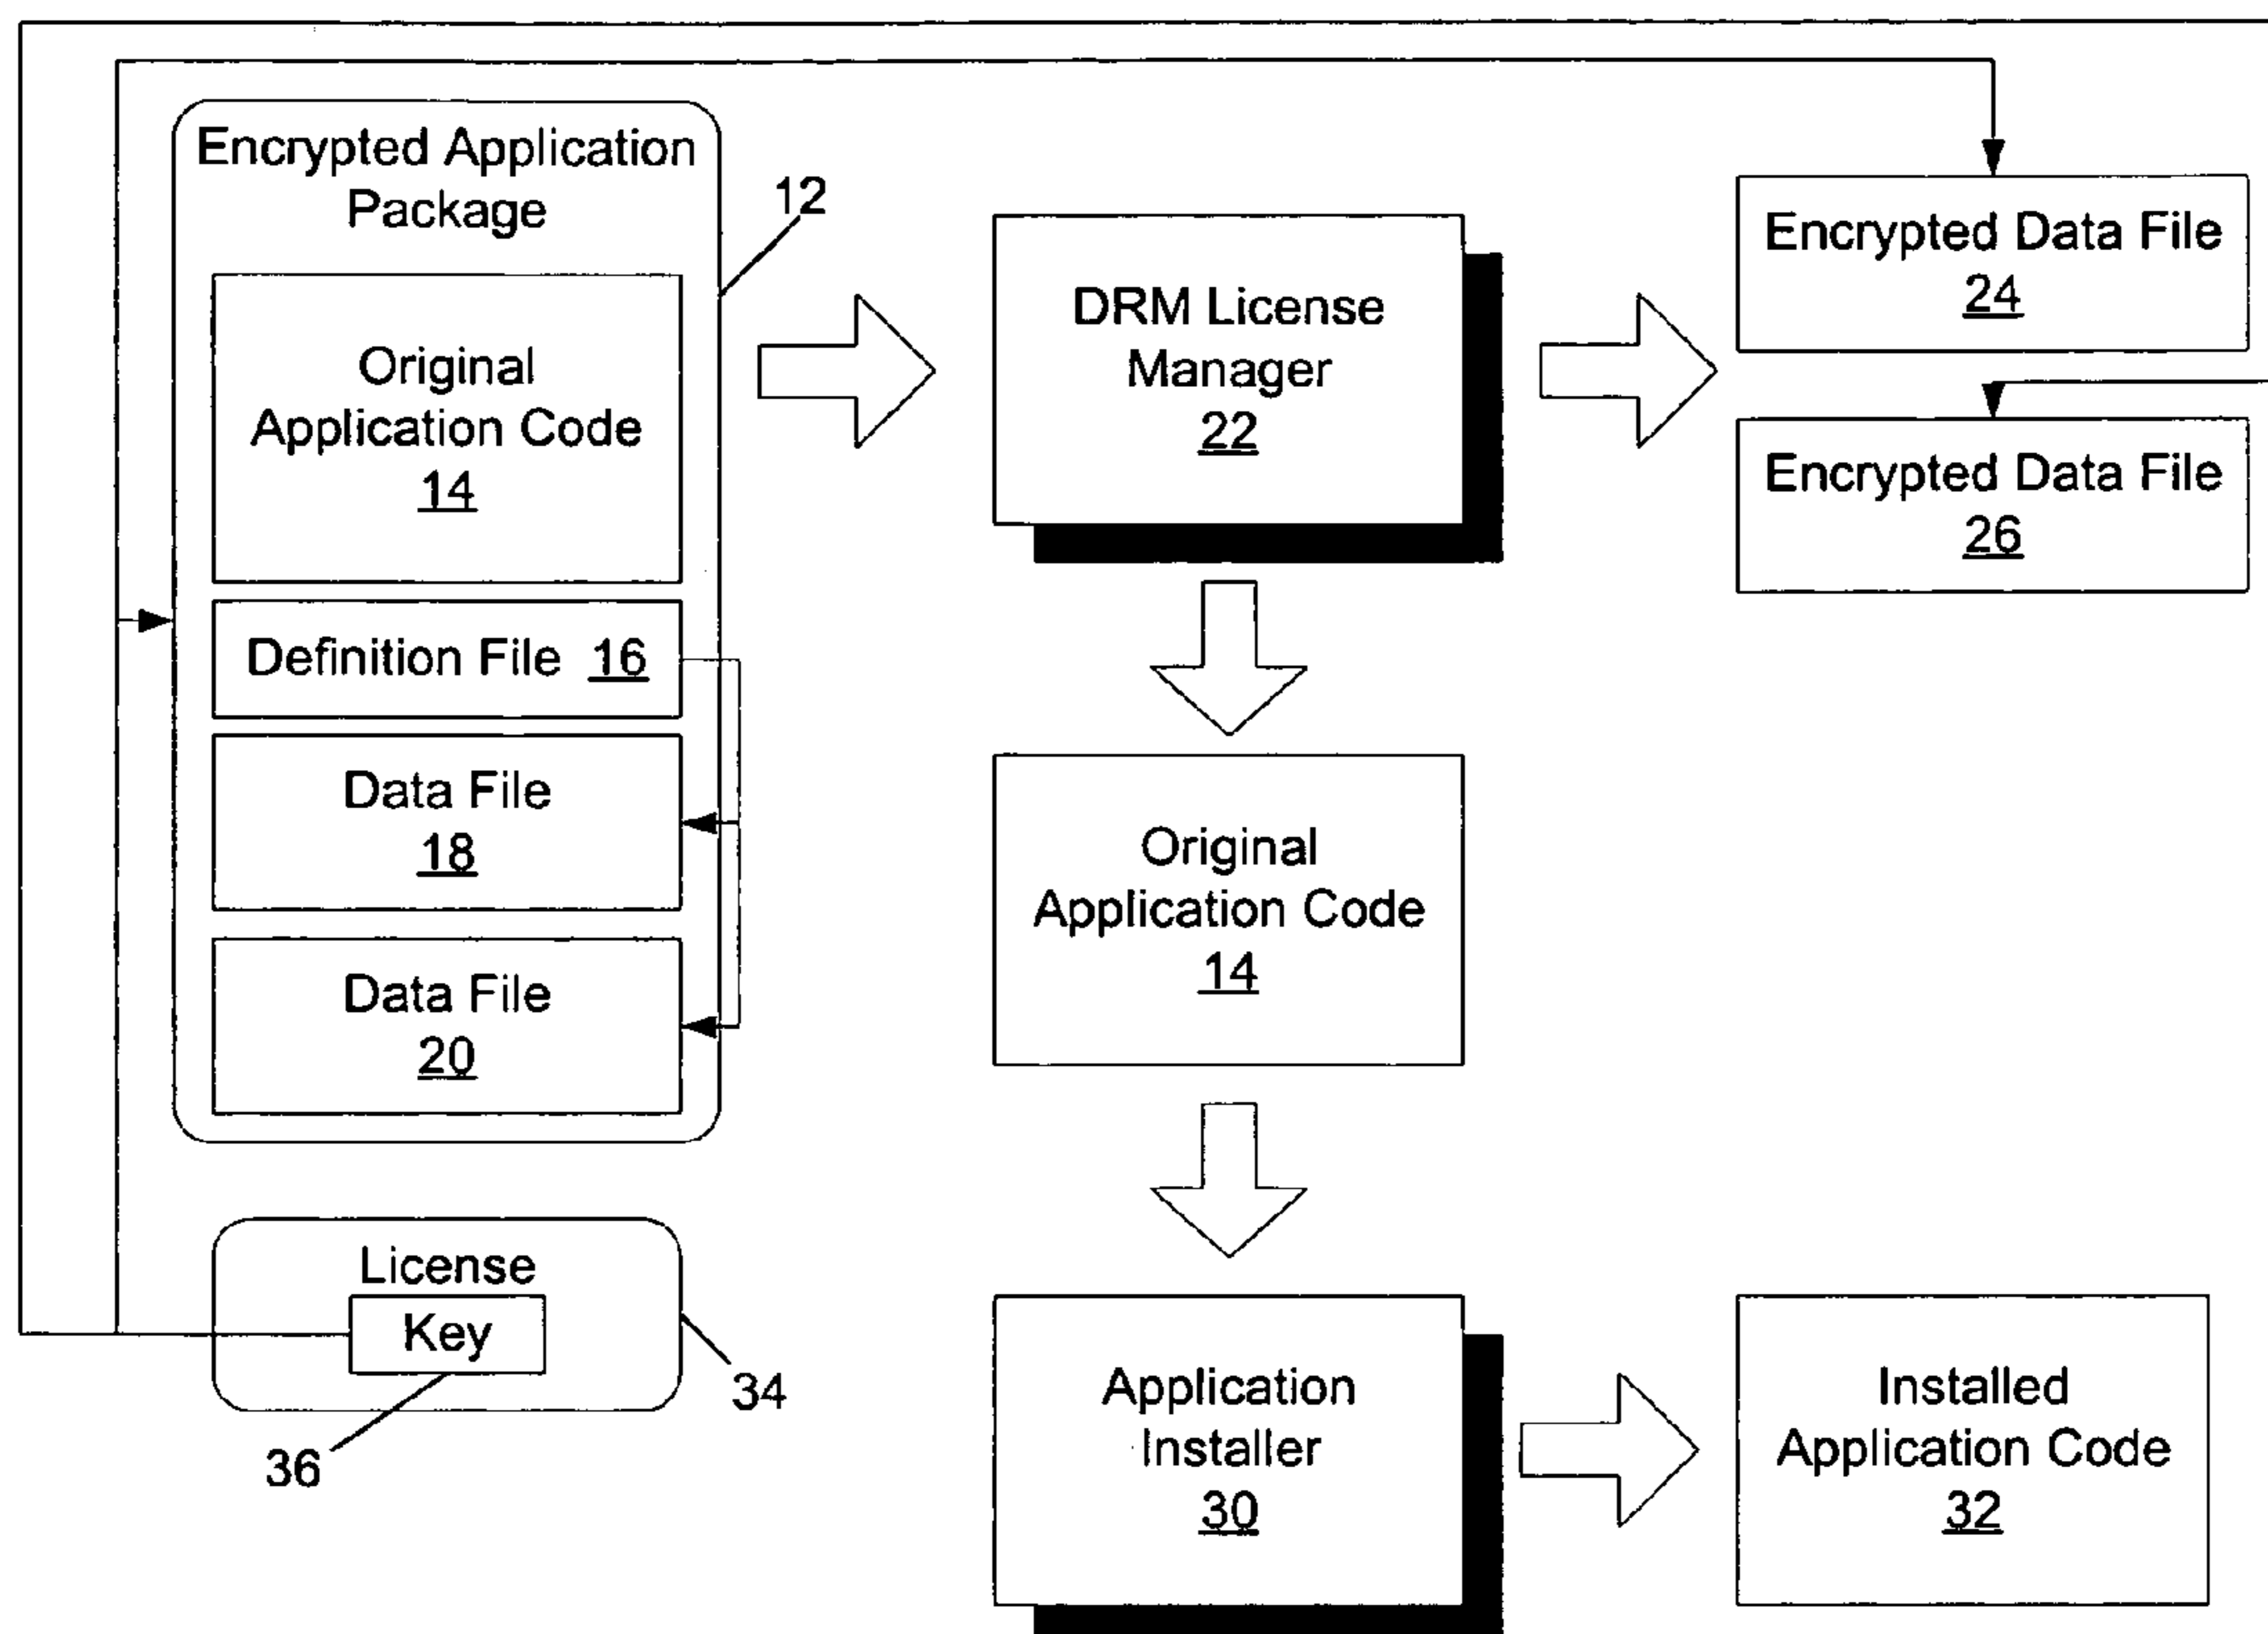 Encrypted Application
Package
12
Original
Application Code
14
Definition File 16
Data File
18
Data File
20
License
Key
34
36
DRM License
Manager
22
Original
Application Code
14
Application
Installer
30
Encrypted Data File
24
Encrypted Data File
26
Installed
Application Code
32